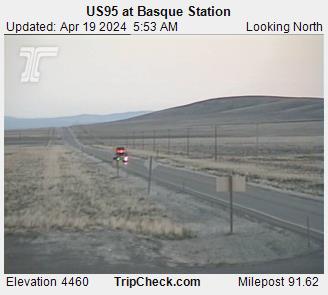 US95 at Basque Station
Updated: Apr 19 2024 5:53 AM Looking North
Elevation 4460 TripCheck.com Milepost 91.62